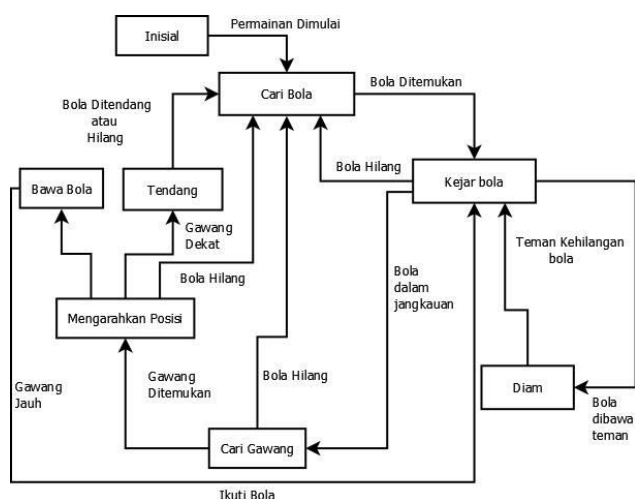 Permainan Dimulai
Inisial
Cari Bola
Bola Ditemukan
Bola Ditendang
atau
Hilang
Bola Hilang
Kejar bola
Bawa Bola
Tendang
Gawang
Dekat
Teman Kehilangan
bola
Bola Hilang
Bola
dalam
jangkauan
Mengarahkan Posisi
Gawang
Jauh
Gawang
Ditemukan
Bola Hilang
Diam
Bola
dibawa
teman
Cari Gawang
Ikuti Bola